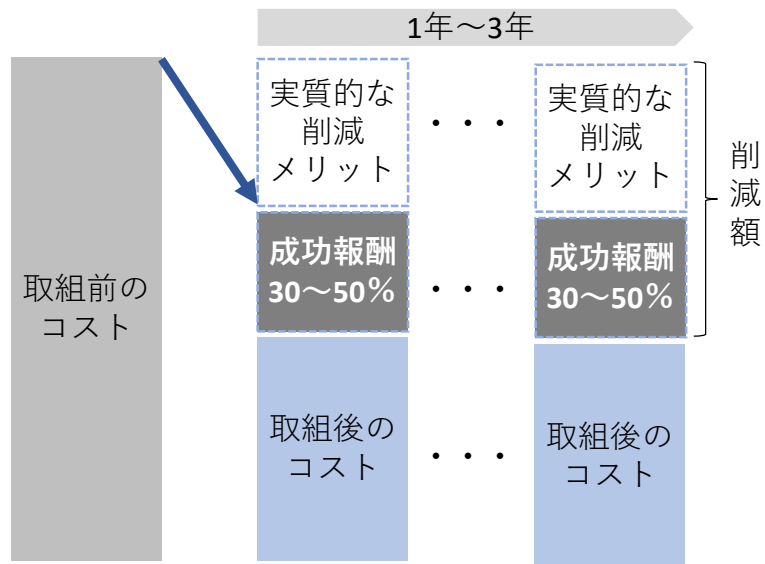 1年～3年
取組前の
コスト
実質的な
削減
メリット
成功報酬
30～50％
取組後の
コスト
・・・
・・・
・・・
実質的な
削減
メリット
成功報酬
30～50％
取組後の
コスト
削減額